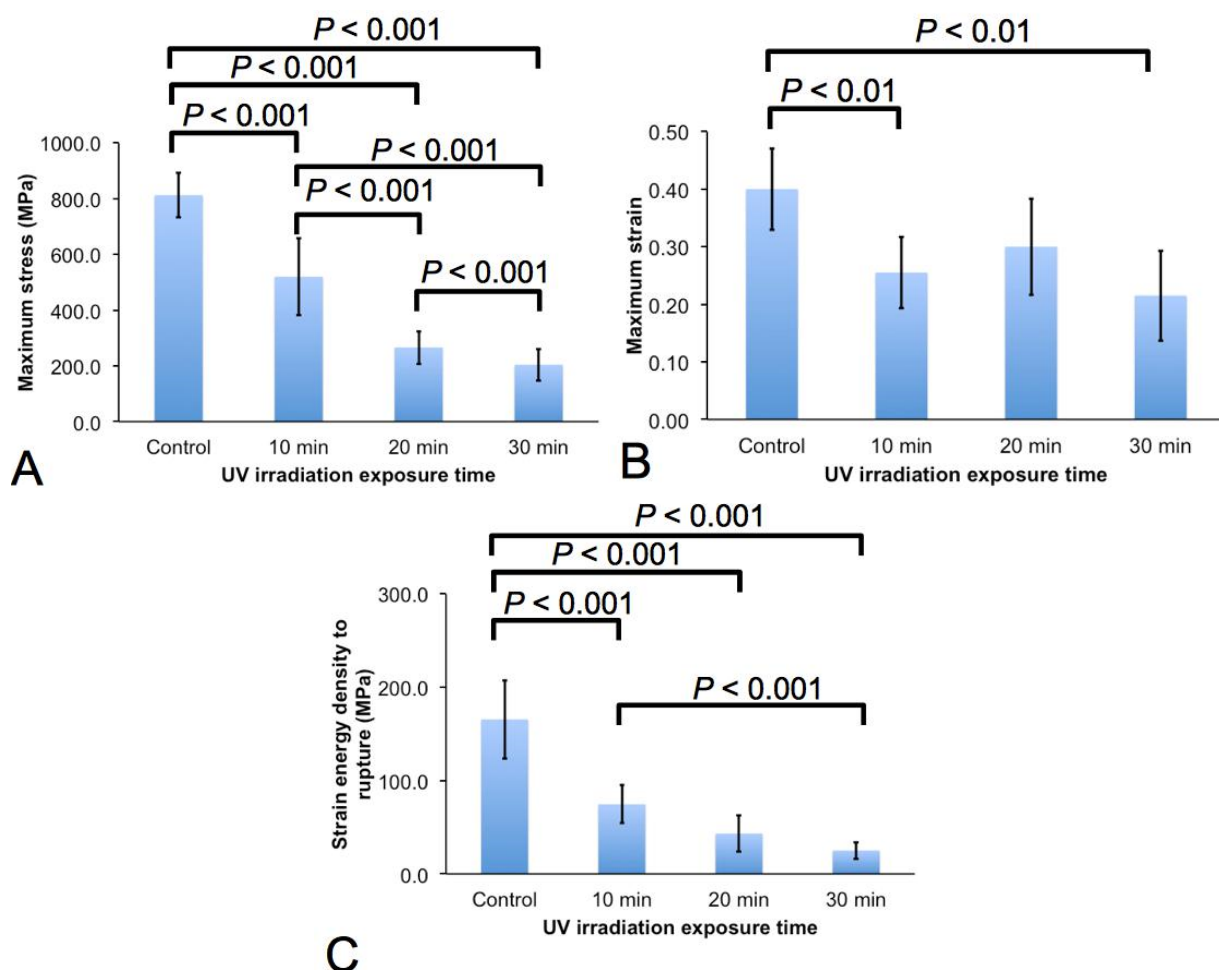 P < 0.001
P < 0.001
P < 0.001
P < 0.001
P < 0.001
P < 0.001
1000.0
800.0
600.0
400.0
200.0
0.0
Maximum stress (MPa)
Control 10 min 20 min 30 min
UV irradiation exposure time
A
P < 0.01
P < 0.01
0.50
0.40
0.30
0.20
0.10
0.00
Maximum strain
Control 10 min 20 min 30 min
UV irradiation exposure time
B
P < 0.001
P < 0.001
P < 0.001
P < 0.001
300.0
200.0
100.0
0.0
Strain energy density to
rupture (MPa)
Control 10 min 20 min 30 min
UV irradiation exposure time
C